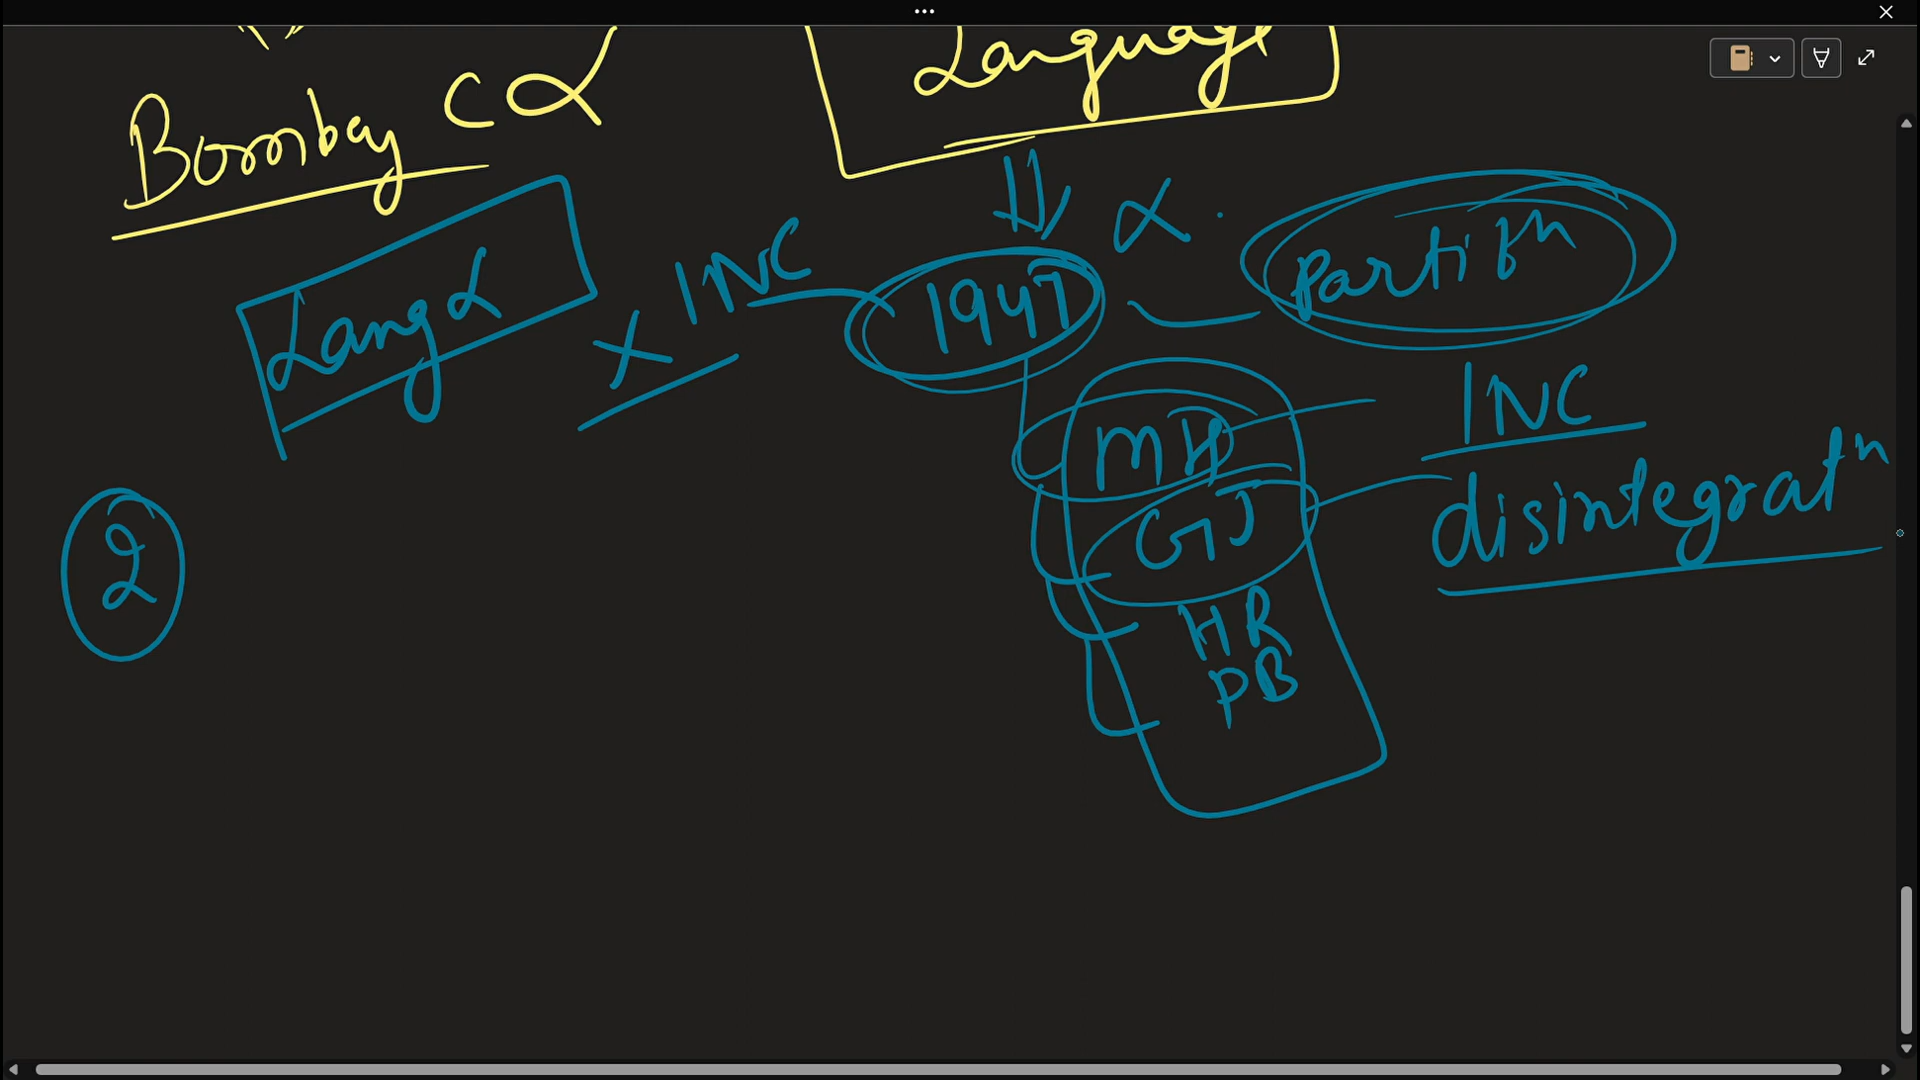 Language
Bombay C α
α
Partitn
INC
1947
Lang α
X
MH
INC
GJ
disintegratn
2
HR
PB